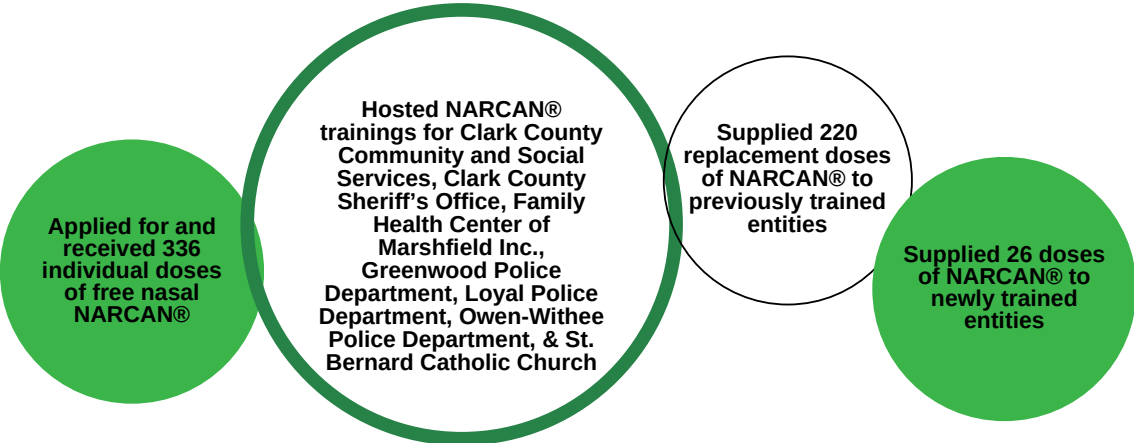 Applied for and
received 336
individual doses
of free nasal
NARCAN®
Hosted NARCAN®
trainings for Clark County
Community and Social
Services, Clark County
Sheriff’s Office, Family
Health Center of
Marshfield Inc.,
Greenwood Police
Department, Loyal Police
Department, Owen-Withee
Police Department, & St.
Bernard Catholic Church
Supplied 220
replacement doses
of NARCAN® to
previously trained
entities
Supplied 26 doses
of NARCAN® to
newly trained
entities